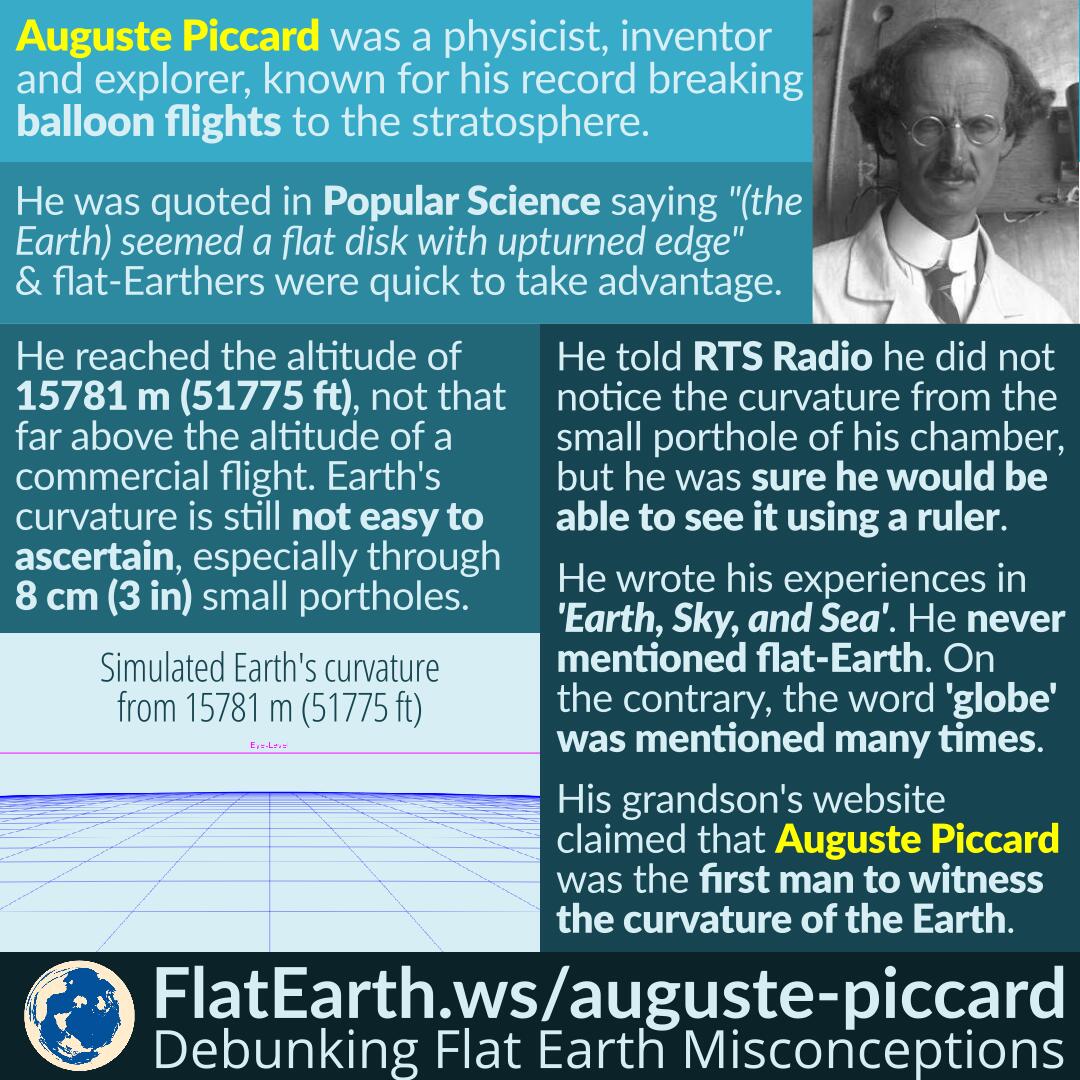 Auguste Piccard was a physicist, inventor
and explorer, known for his record breaking
balloon flights to the stratosphere.
He was quoted in Popular Science saying "(the
Earth) seemed a flat disk with upturned edge"
& flat-Earthers were quick to take advantage.
He reached the altitude of
15781 m (51775 ft), not that
far above the altitude of a
commercial flight. Earth's
curvature is still not easy to
ascertain, especially through
8 cm (3 in) small portholes.
Simulated Earth's curvature
from 15781 m (51775 ft)
Eye-Level
He told RTS Radio he did not
notice the curvature from the
small porthole of his chamber,
but he was sure he would be
able to see it using a ruler.
He wrote his experiences in
'Earth, Sky, and Sea'. He never
mentioned flat-Earth. On
the contrary, the word 'globe'
was mentioned many times.
His grandson's website
claimed that Auguste Piccard
was the first man to witness
the curvature of the Earth.
FlatEarth.ws/auguste-piccard
Debunking Flat Earth Misconceptions